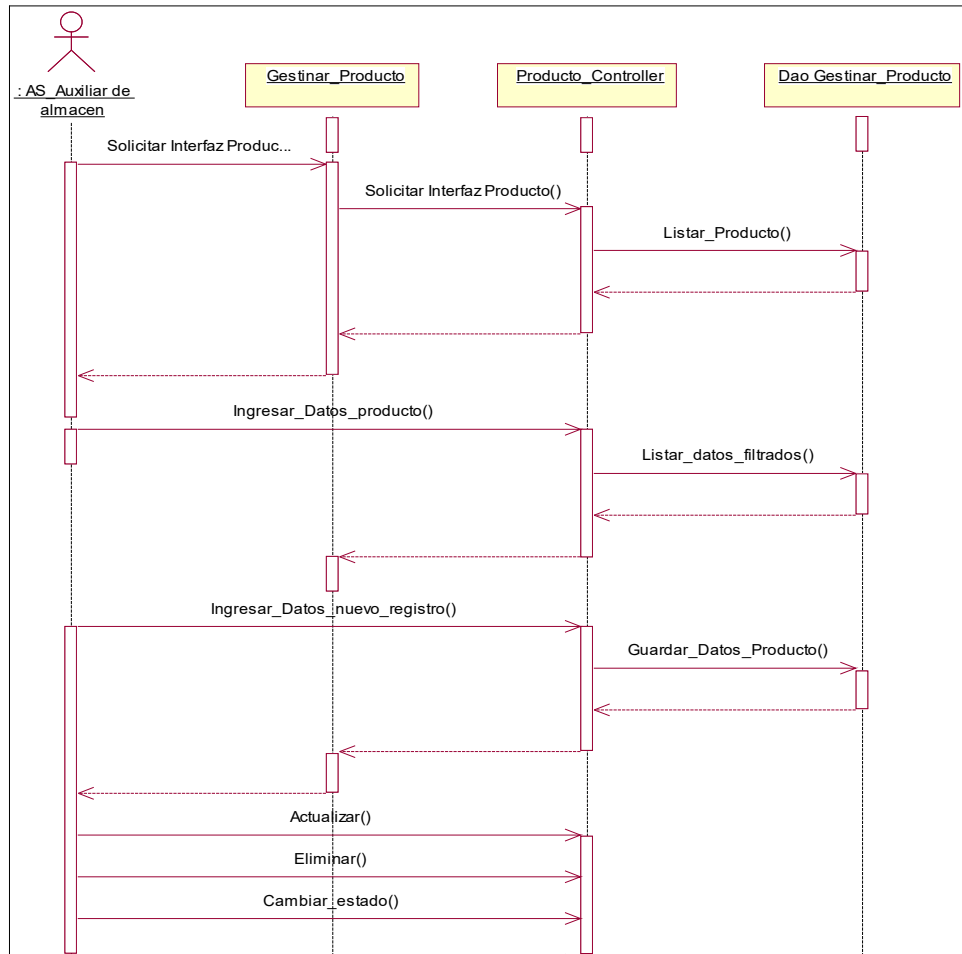 : AS_Auxiliar de
almacen
Gestinar_Producto
Producto_Controller
Dao Gestinar_Producto
Solicitar Interfaz Produc...
Solicitar Interfaz Producto()
Listar_Producto()
Ingresar_Datos_producto()
Listar_datos_filtrados()
Ingresar_Datos_nuevo_registro()
Guardar_Datos_Producto()
Actualizar()
Eliminar()
Cambiar_estado()